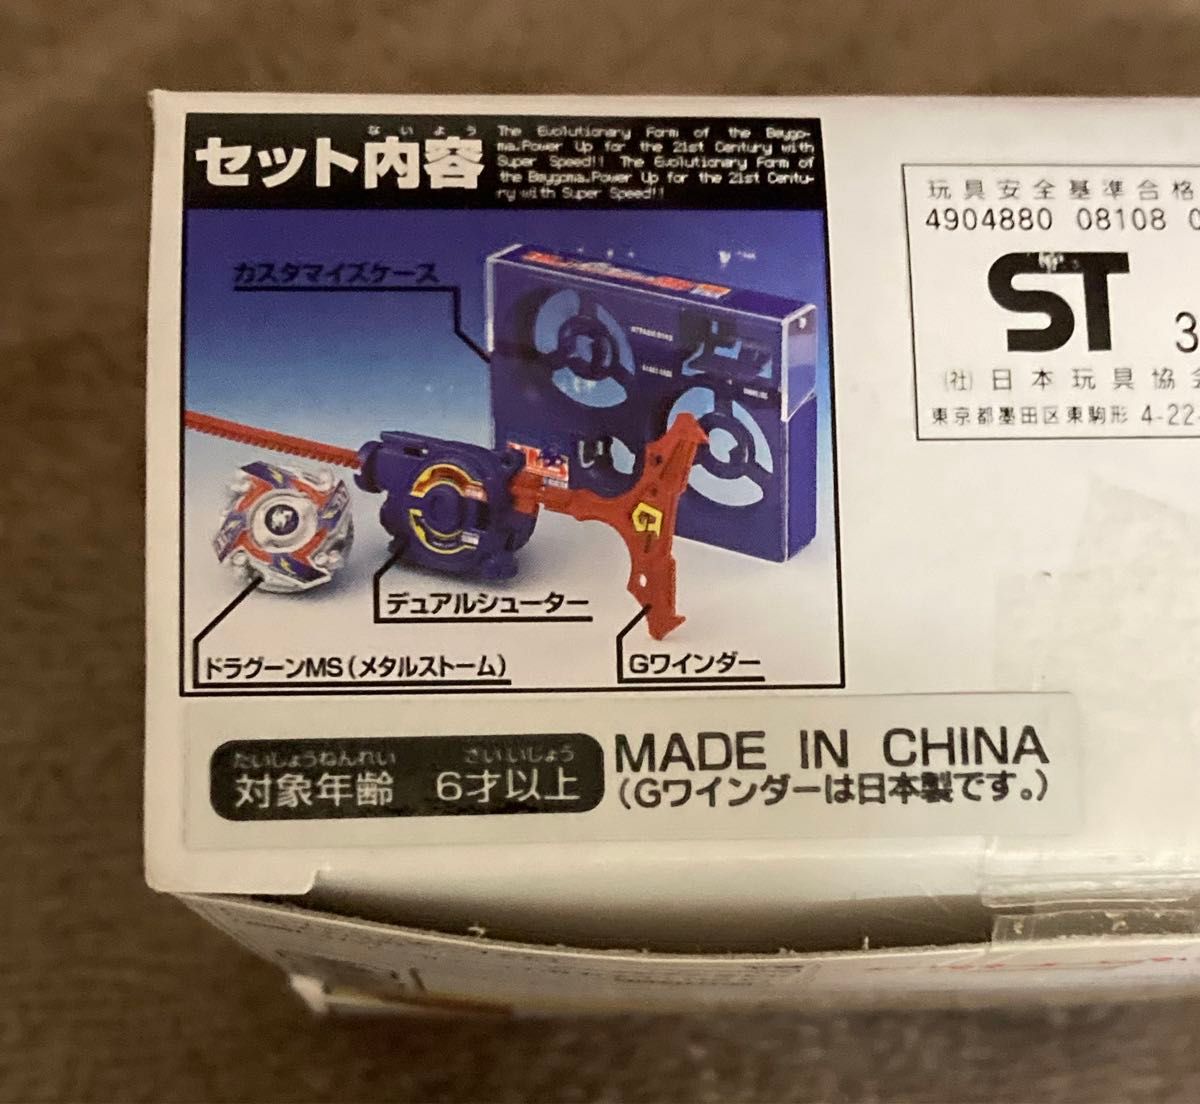 ないよう
セット内容
The Evolutionary Form of the Beygo-
ma.Power Up for the 21st Century with
Super Speed!! The Evolutionary Form of
the Beygoma.Power Up for the 21st Centu-
ry with Super Speed!!
カスタマイズケース
G
デュアルシューター
ドラグーンMS(メタルストーム)
Gワインダー
玩具安全基準合格
4904880 08108
ST
3
(社)日本玩具協会
東京都墨田区東駒形 4-22-
たいしょうねんれい さいいじょう
対象年齢 6才以上
MADE IN CHINA
(Gワインダーは日本製です。)